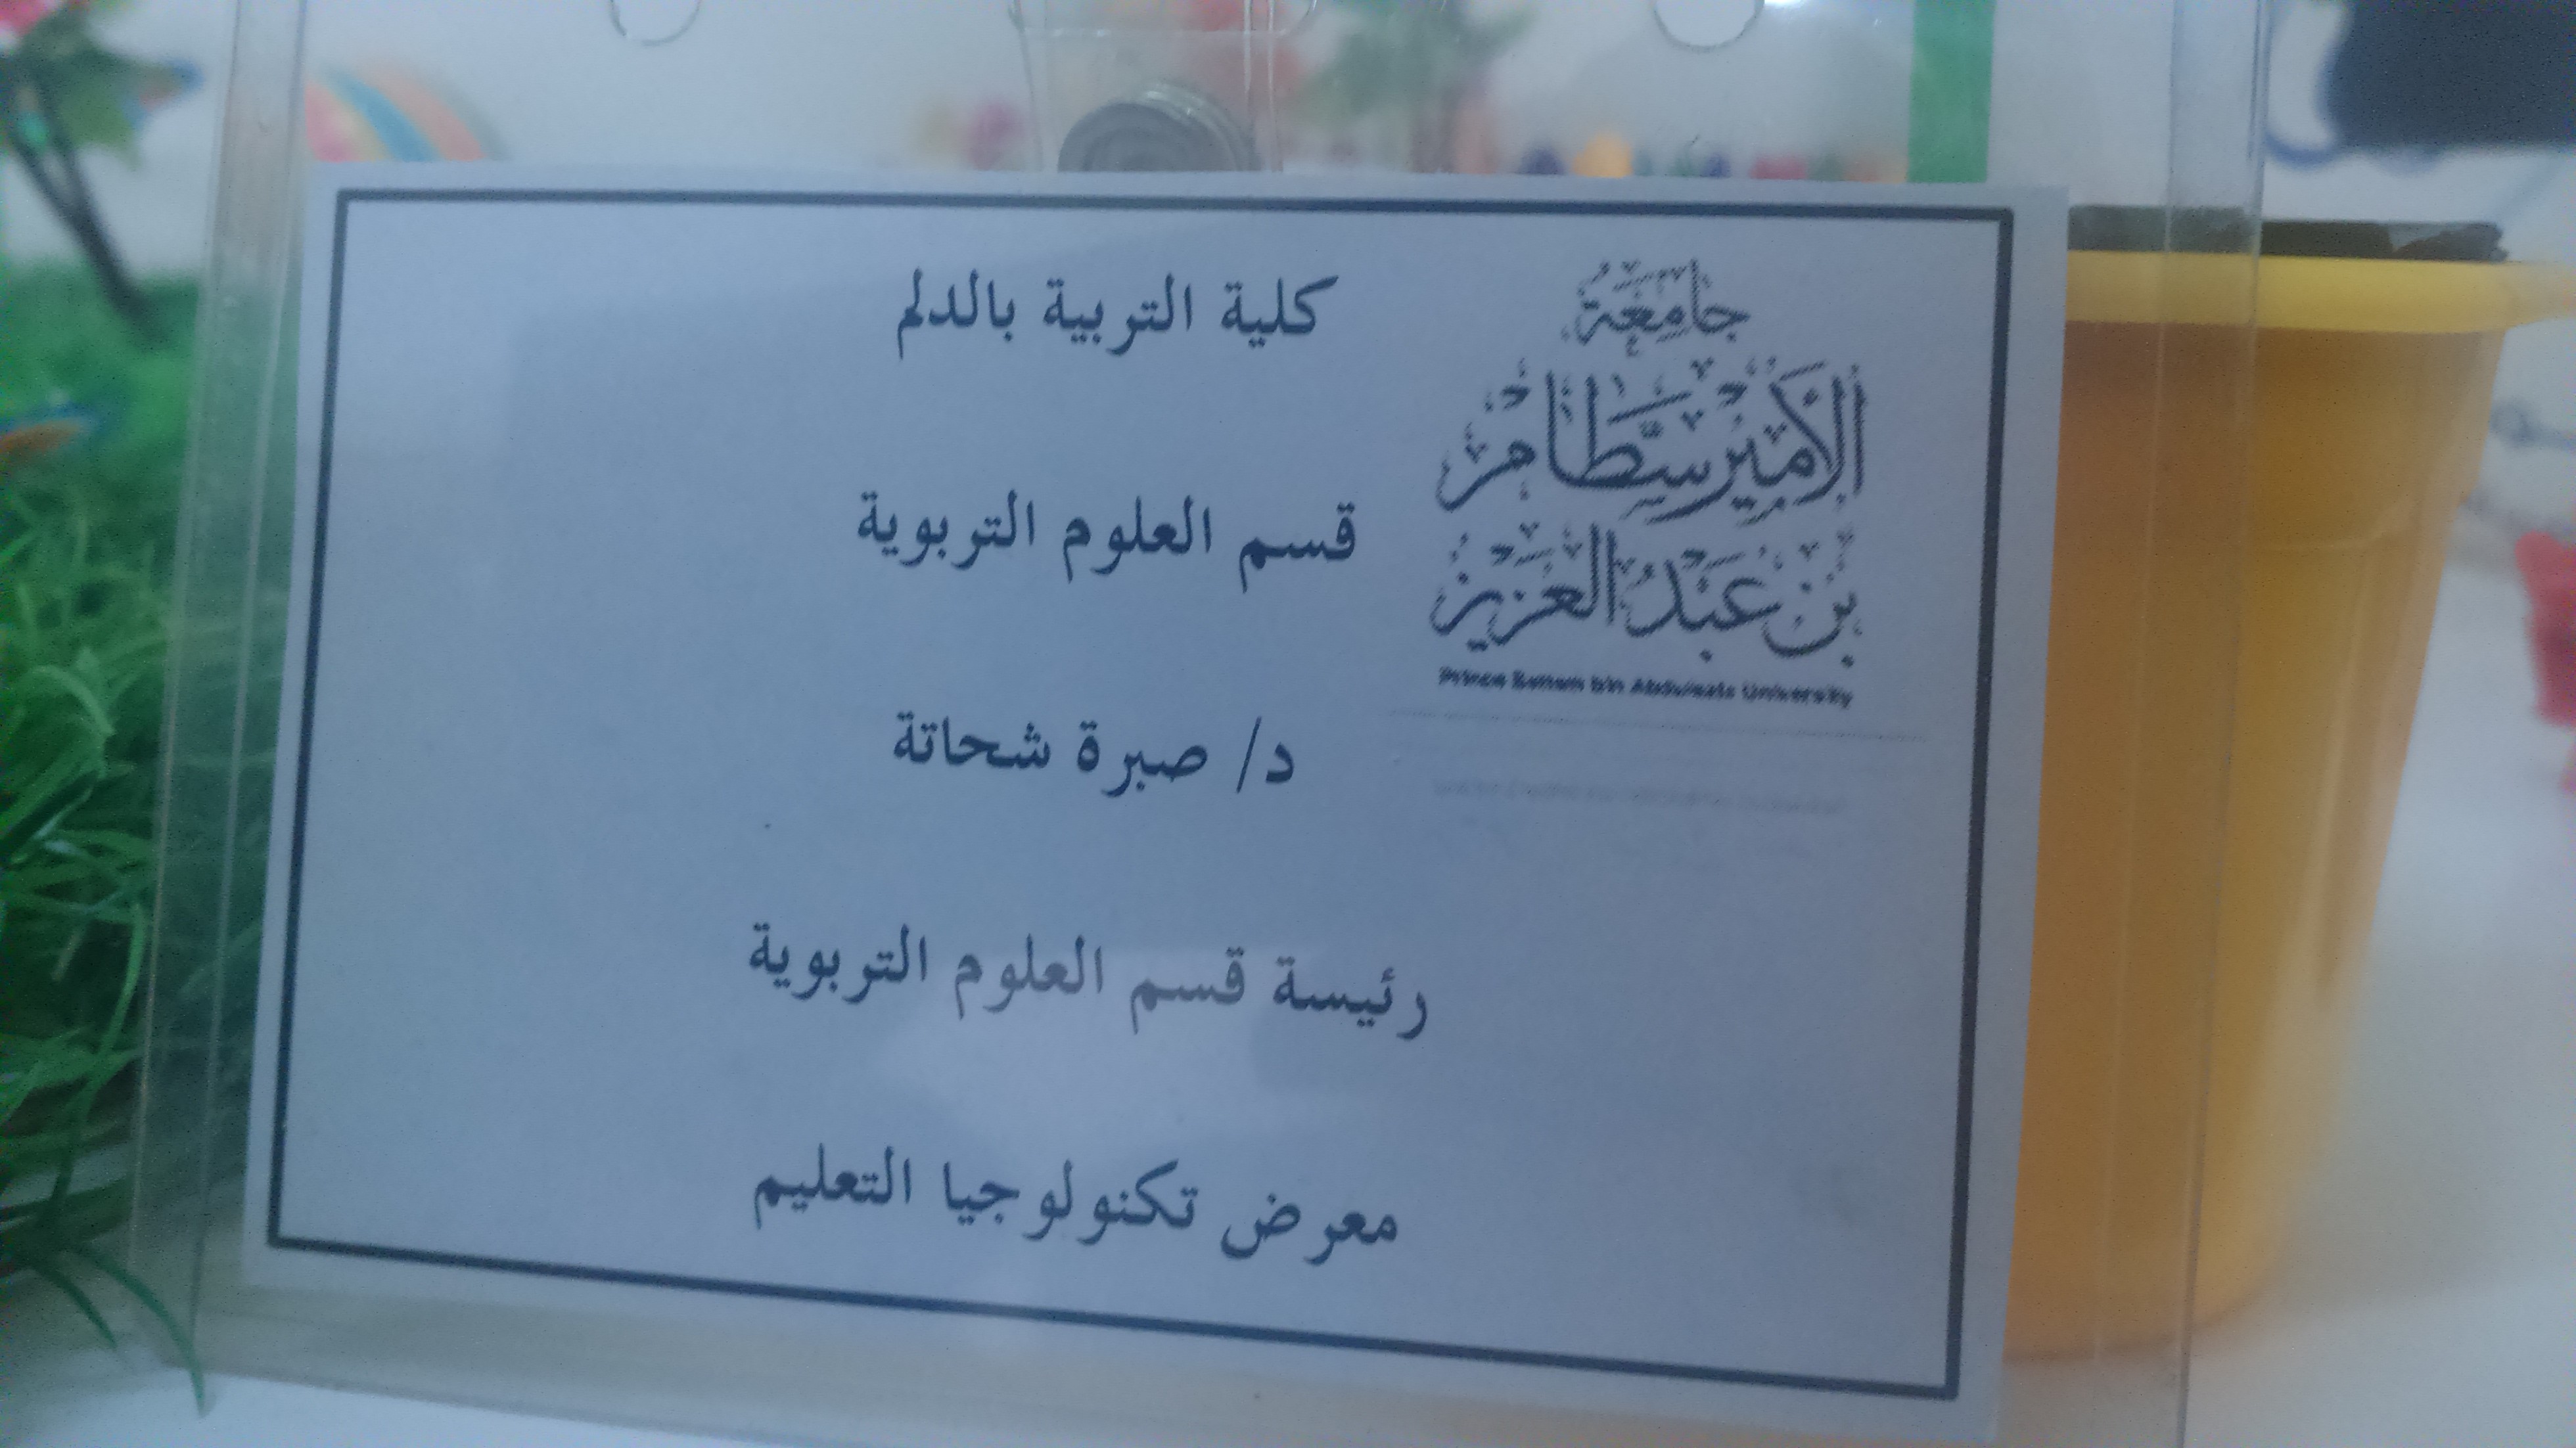 جامعة
الأمير سطام
بن عبد العزيز
Prince Sattam bin Abdulaziz University
كلية التربية بالدلم
قسم العلوم التربوية
د/ صبرة شحاتة
رئيسة قسم العلوم التربوية
معرض تكنولوجيا التعليم